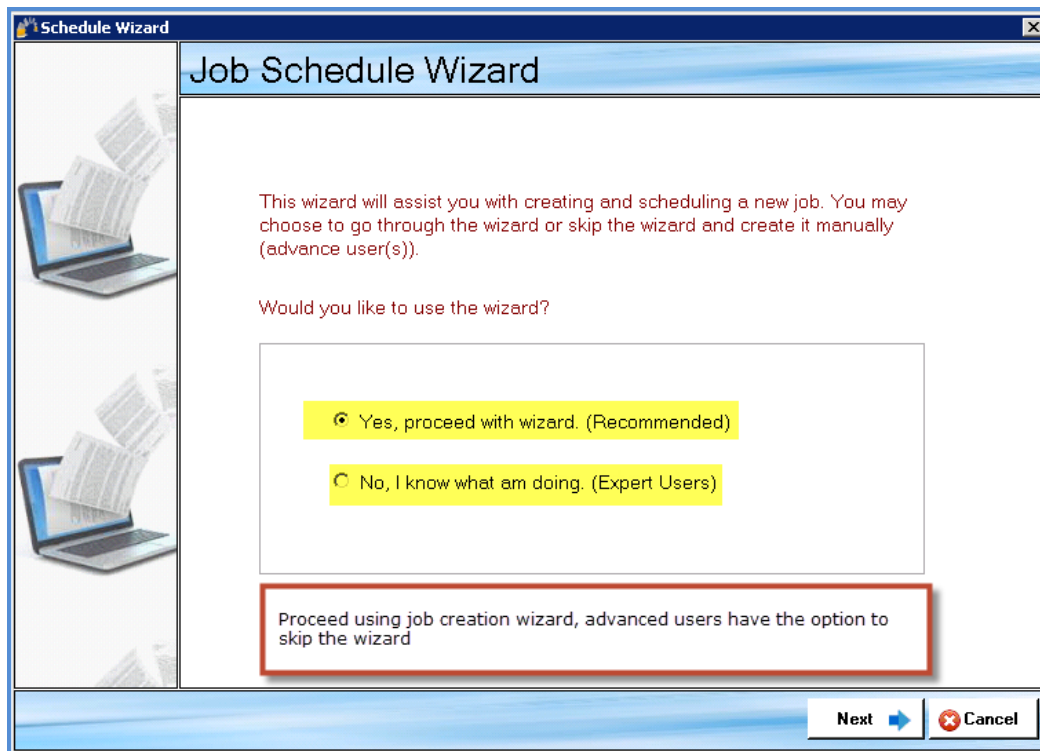 Schedule Wizard
Job Schedule Wizard
This wizard will assist you with creating and scheduling a new job. You may
choose to go through the wizard or skip the wizard and create it manually
(advance user(s)).
Would you like to use the wizard?
Yes, proceed with wizard. (Recommended)
No, I know what am doing. (Expert Users)
Proceed using job creation wizard, advanced users have the option to
skip the wizard
Next
Cancel